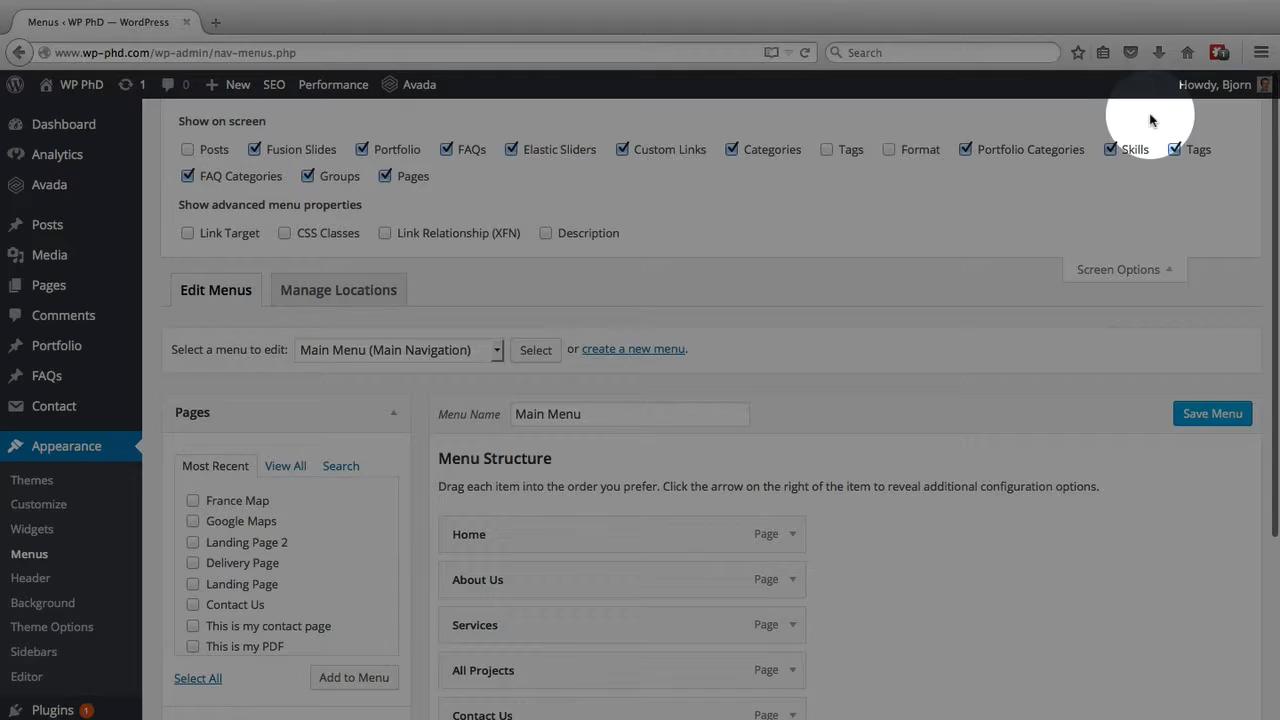 Menus ‹ WP PhD — WordPress
www.wp-phd.com/wp-admin/nav-menus.php
Search
WP PhD 1 0 New SEO Performance Avada Howdy, Bjorn
Dashboard
Analytics
Avada
Posts
Media
Pages
Comments
Portfolio
FAQs
Contact
Appearance
Themes
Customize
Widgets
Menus
Header
Background
Theme Options
Sidebars
Editor
Plugins 1
Show on screen
Posts Fusion Slides Portfolio FAQs Elastic Sliders Custom Links Categories Tags Format Portfolio Categories Skills Tags
FAQ Categories Groups Pages
Show advanced menu properties
Link Target CSS Classes Link Relationship (XFN) Description
Screen Options
Edit Menus Manage Locations
Select a menu to edit: Main Menu (Main Navigation) Select or create a new menu.
Pages
Most Recent View All Search
France Map
Google Maps
Landing Page 2
Delivery Page
Landing Page
Contact Us
This is my contact page
This is my PDF
Select All Add to Menu
Menu Name Main Menu Save Menu
Menu Structure
Drag each item into the order you prefer. Click the arrow on the right of the item to reveal additional configuration options.
Home Page
About Us Page
Services Page
All Projects Page
Contact Us Page